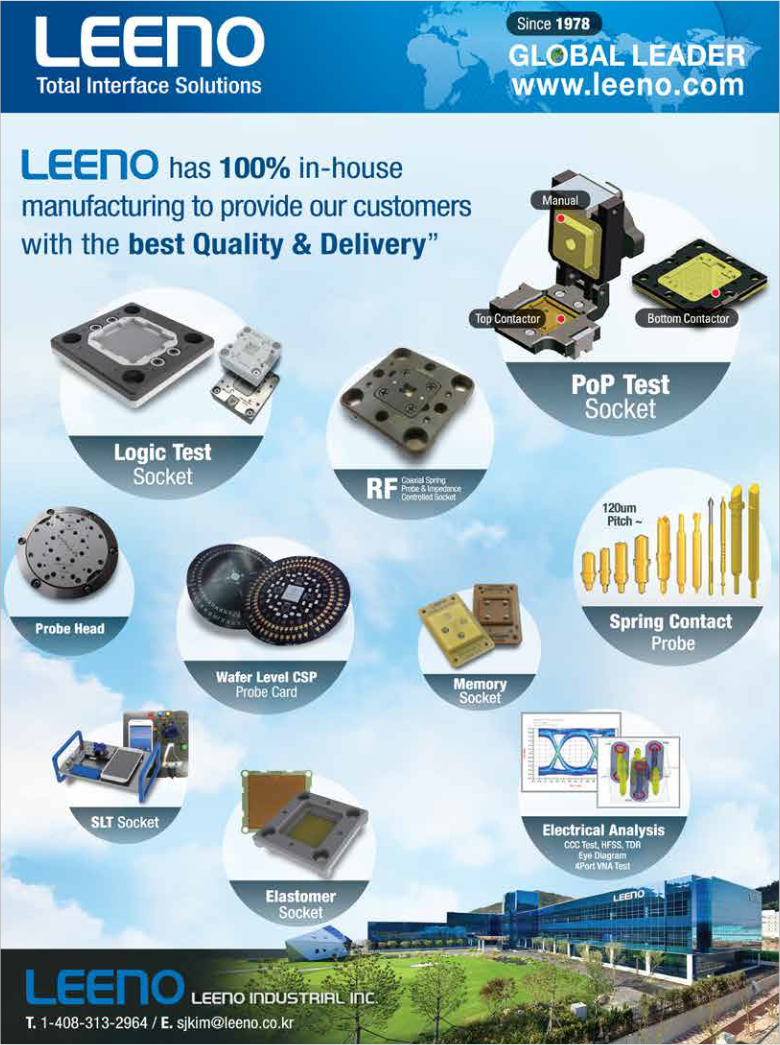 LEENO
Total Interface Solutions
Since 1978
GLOBAL LEADER
www.leeno.com
LEENO has 100% in-house
manufacturing to provide our customers
with the best Quality & Delivery”
Manual
Top Contactor
Bottom Contactor
PoP Test
Socket
Logic Test
Socket
RF Coaxial Spring
Probe & Impedance
Controlled Socket
120um
Pitch ~
Spring Contact
Probe
Probe Head
Wafer Level CSP
Probe Card
Memory
Socket
SLT Socket
Elastomer
Socket
Electrical Analysis
CCC Test, HFSS, TDR
Eye Diagram
4Port VNA Test
LEENO
LEENO LEENO INDUSTRIAL INC.
T. 1-408-313-2964 / E. sjkim@leeno.co.kr